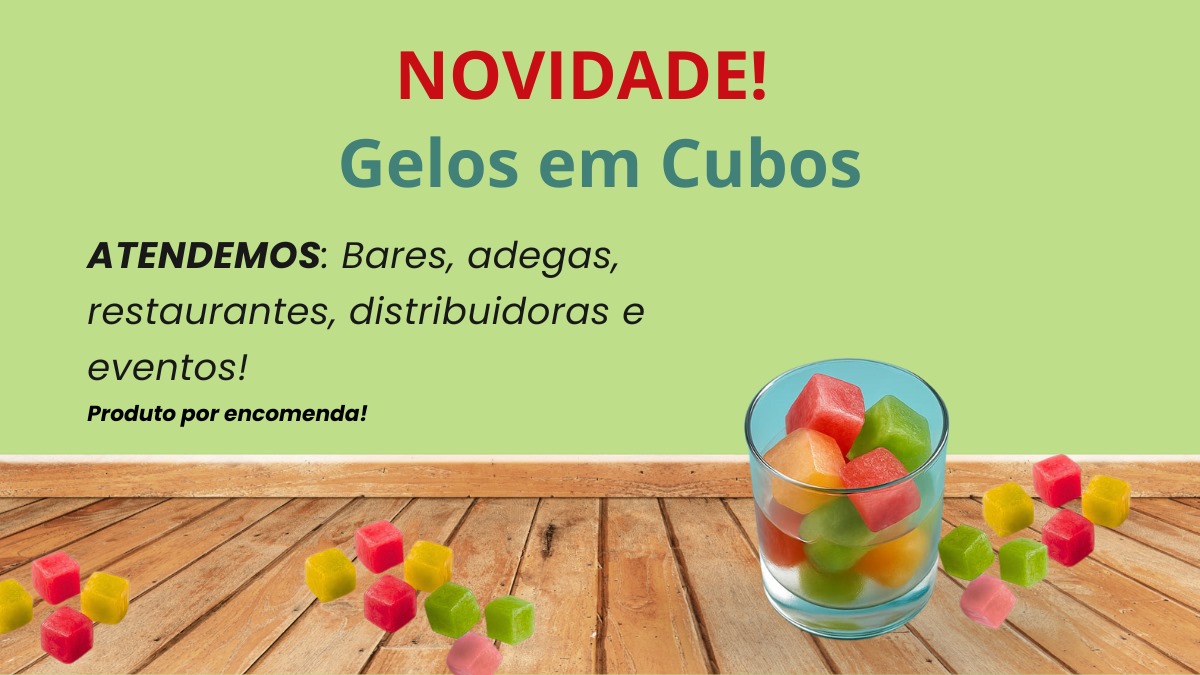 NOVIDADE!
Gelos em Cubos
ATENDEMOS: Bares, adegas,
restaurantes, distribuidoras e
eventos!
Produto por encomenda!